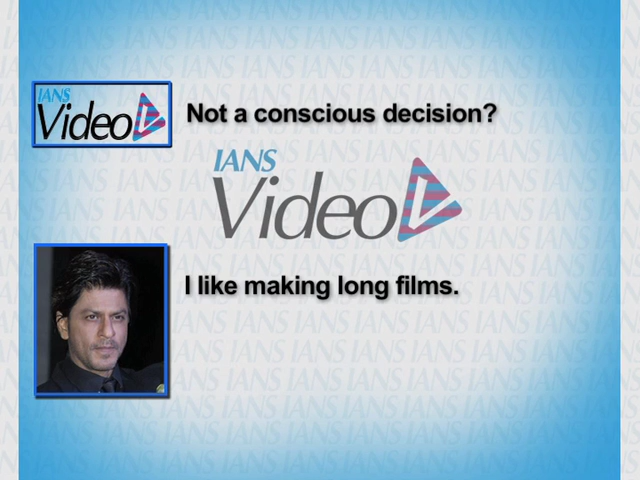 IANS
Video
Not a conscious decision?
IANS
Video
I like making long films.